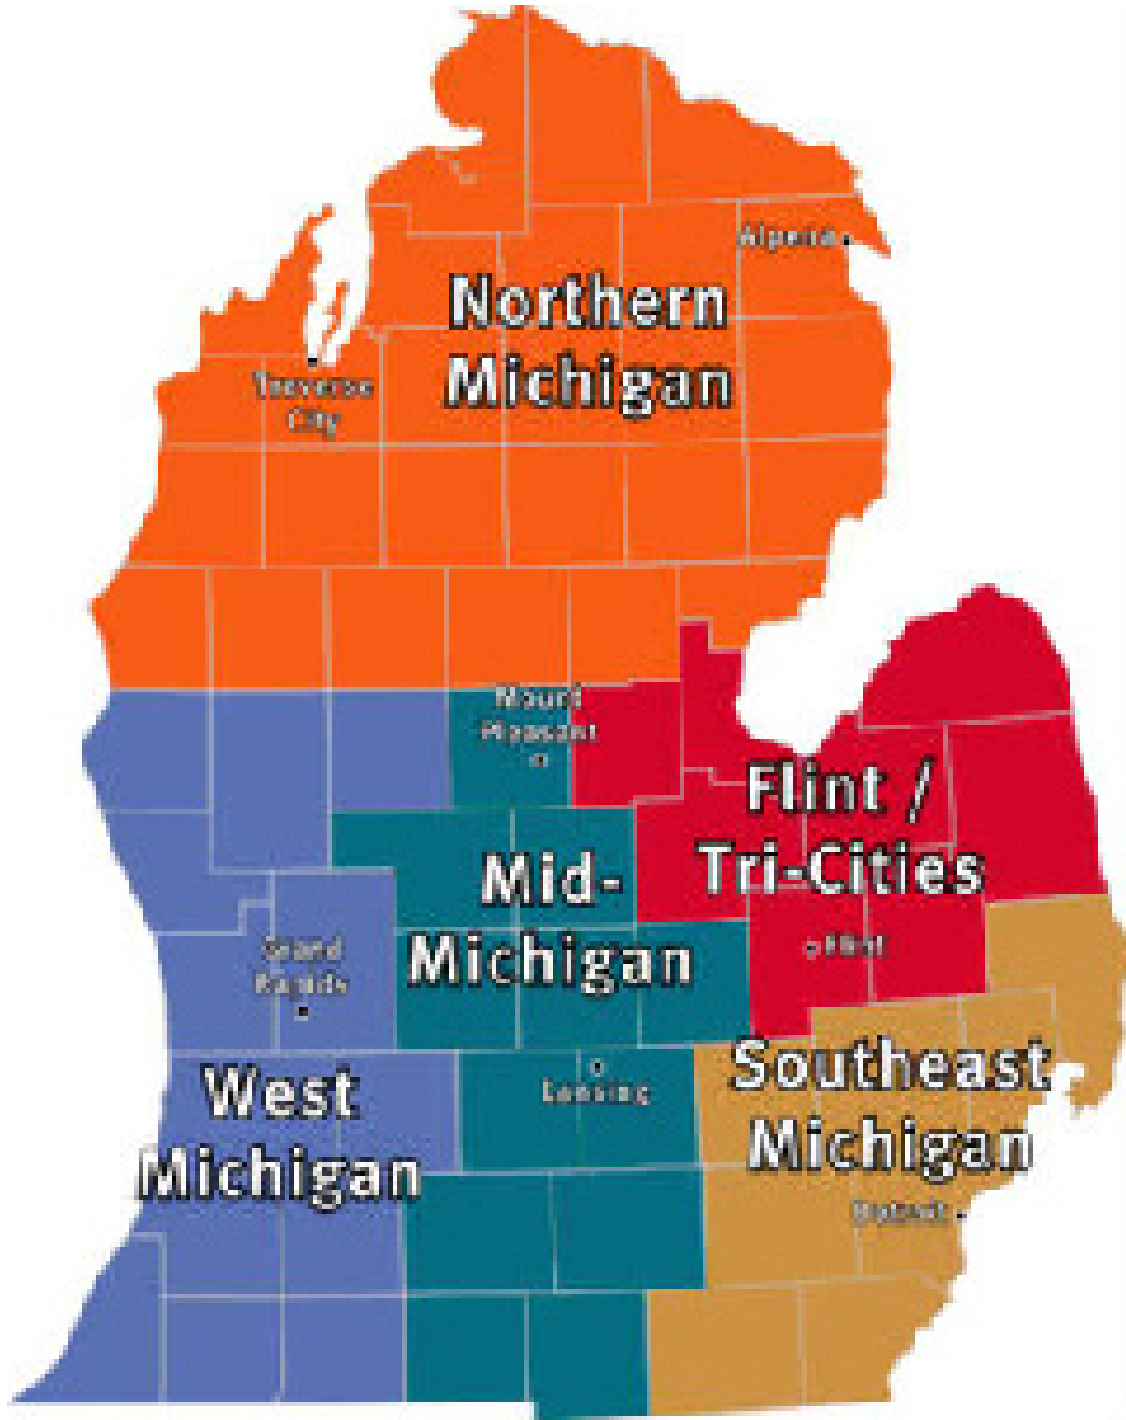 Alpena
Northern
Michigan
Traverse
City
Mount
Pleasant
Flint /
Tri-Cities
Mid-
Michigan
Grand
Rapids
Flint
Southeast
Michigan
West
Michigan
Lansing
Detroit